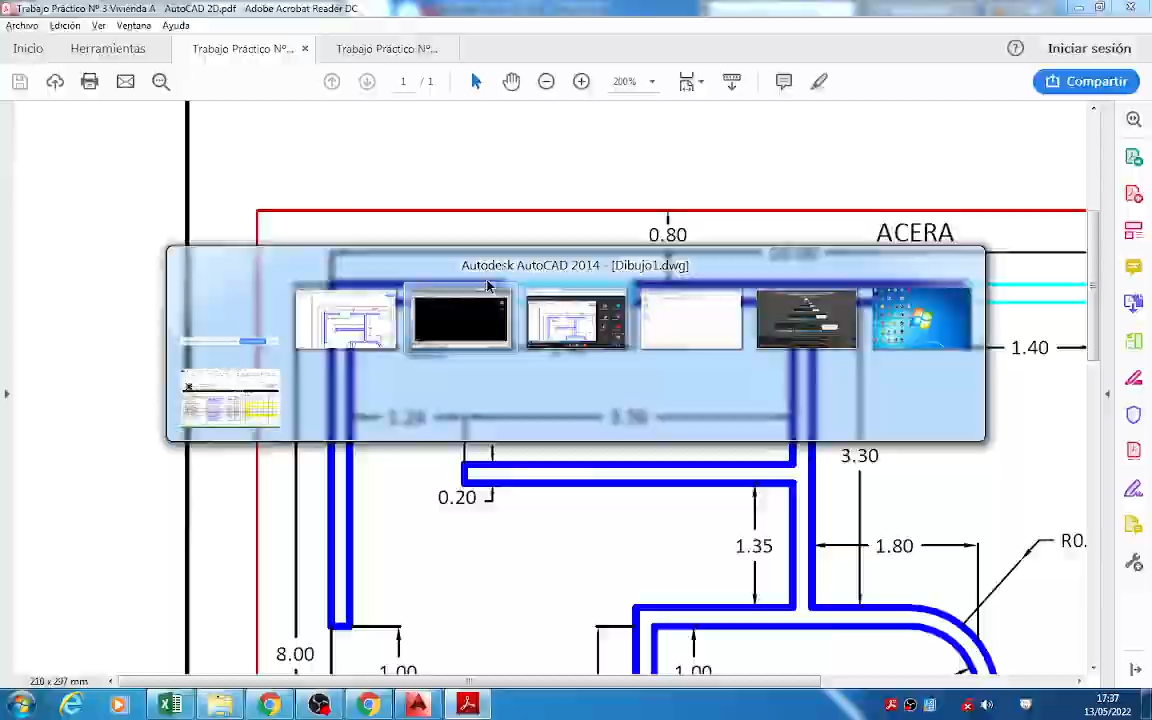 Trabajo Práctico Nº 3 Vivienda A    AutoCAD 2D.pdf - Adobe Acrobat Reader DC
Archivo Edición Ver Ventana Ayuda
Inicio Herramientas Trabajo Práctico Nº... × Trabajo Práctico Nº... Iniciar sesión
1 / 1 200% Compartir
0.80
ACERA
Autodesk AutoCAD 2014 - [Dibujo1.dwg]
1.40
3.30
0.20
1.35
1.80
R0.
8.00
1.00
1.00
210 x 297 mm
17:37
13/05/2022